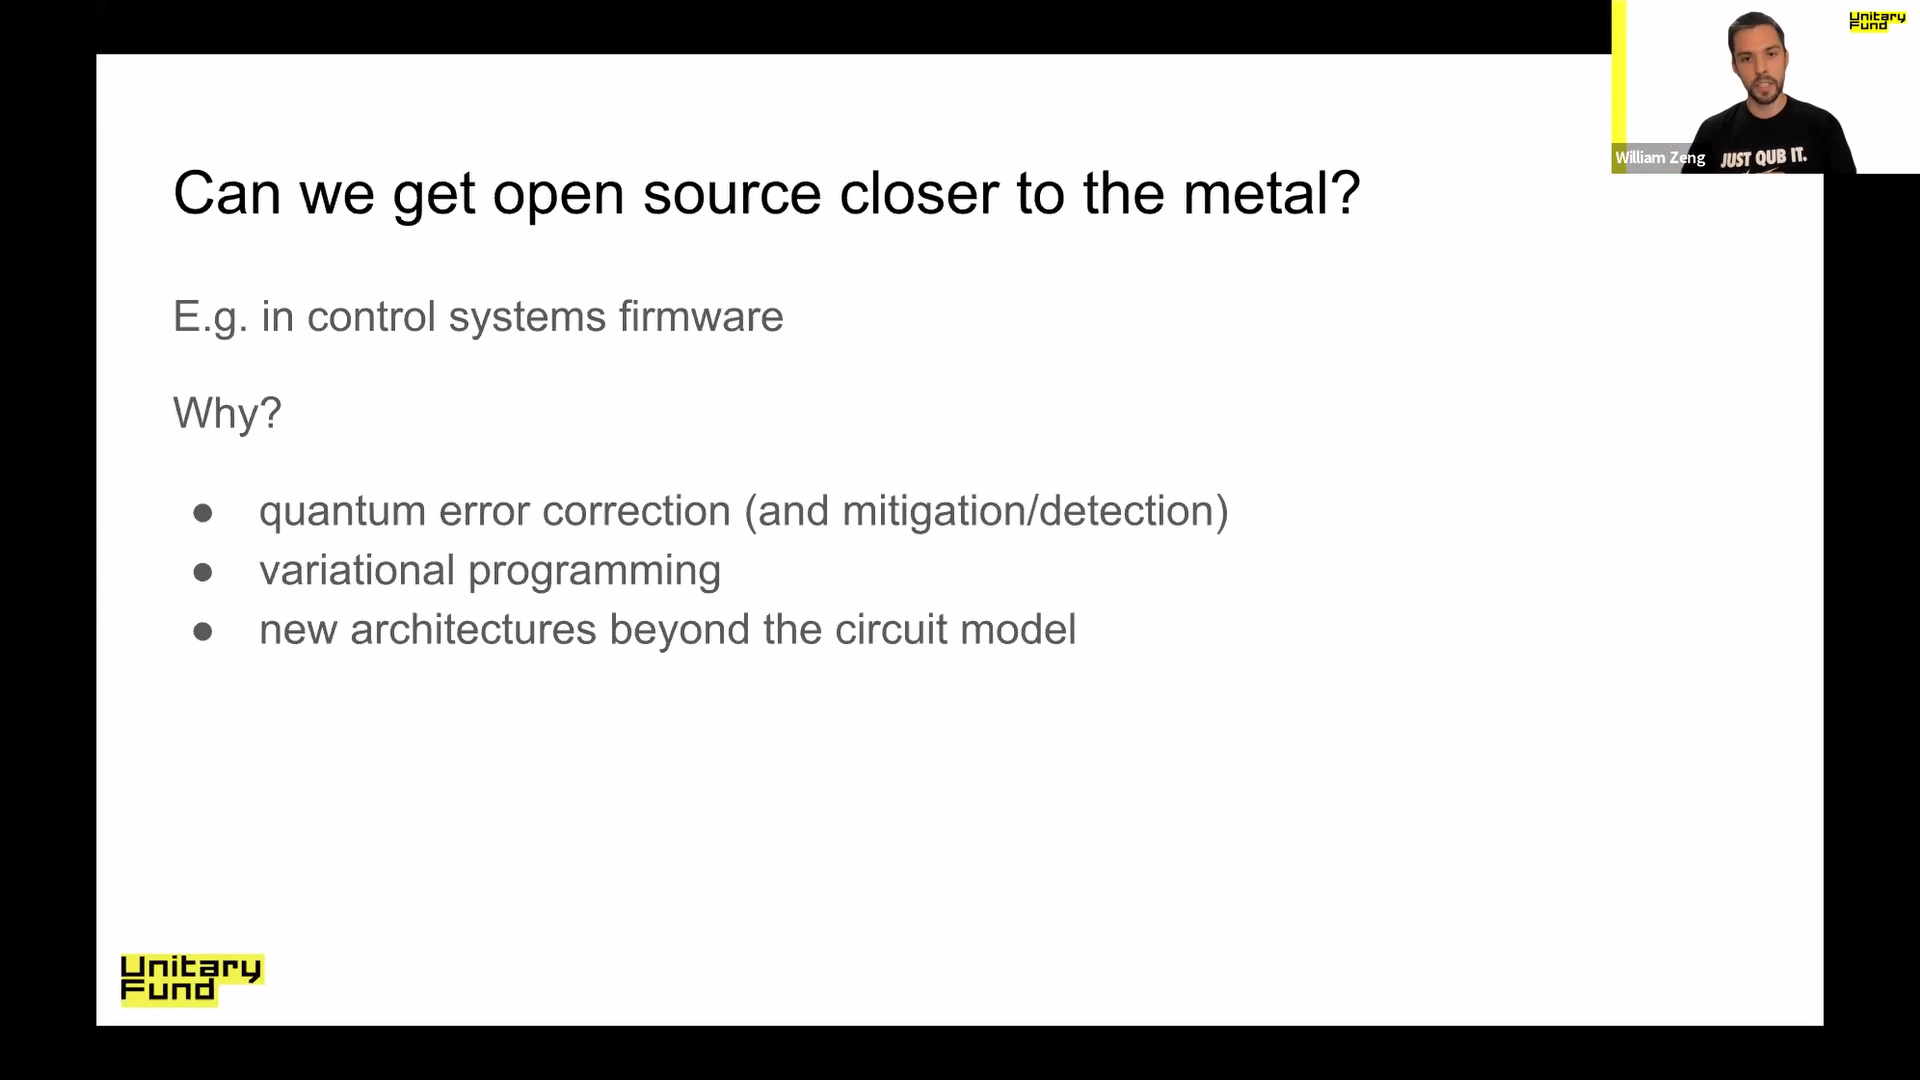 Unitary
Fund
William Zeng
JUST QUB IT.
Can we get open source closer to the metal?
E.g. in control systems firmware
Why?
● quantum error correction (and mitigation/detection)
● variational programming
● new architectures beyond the circuit model
Unitary
Fund